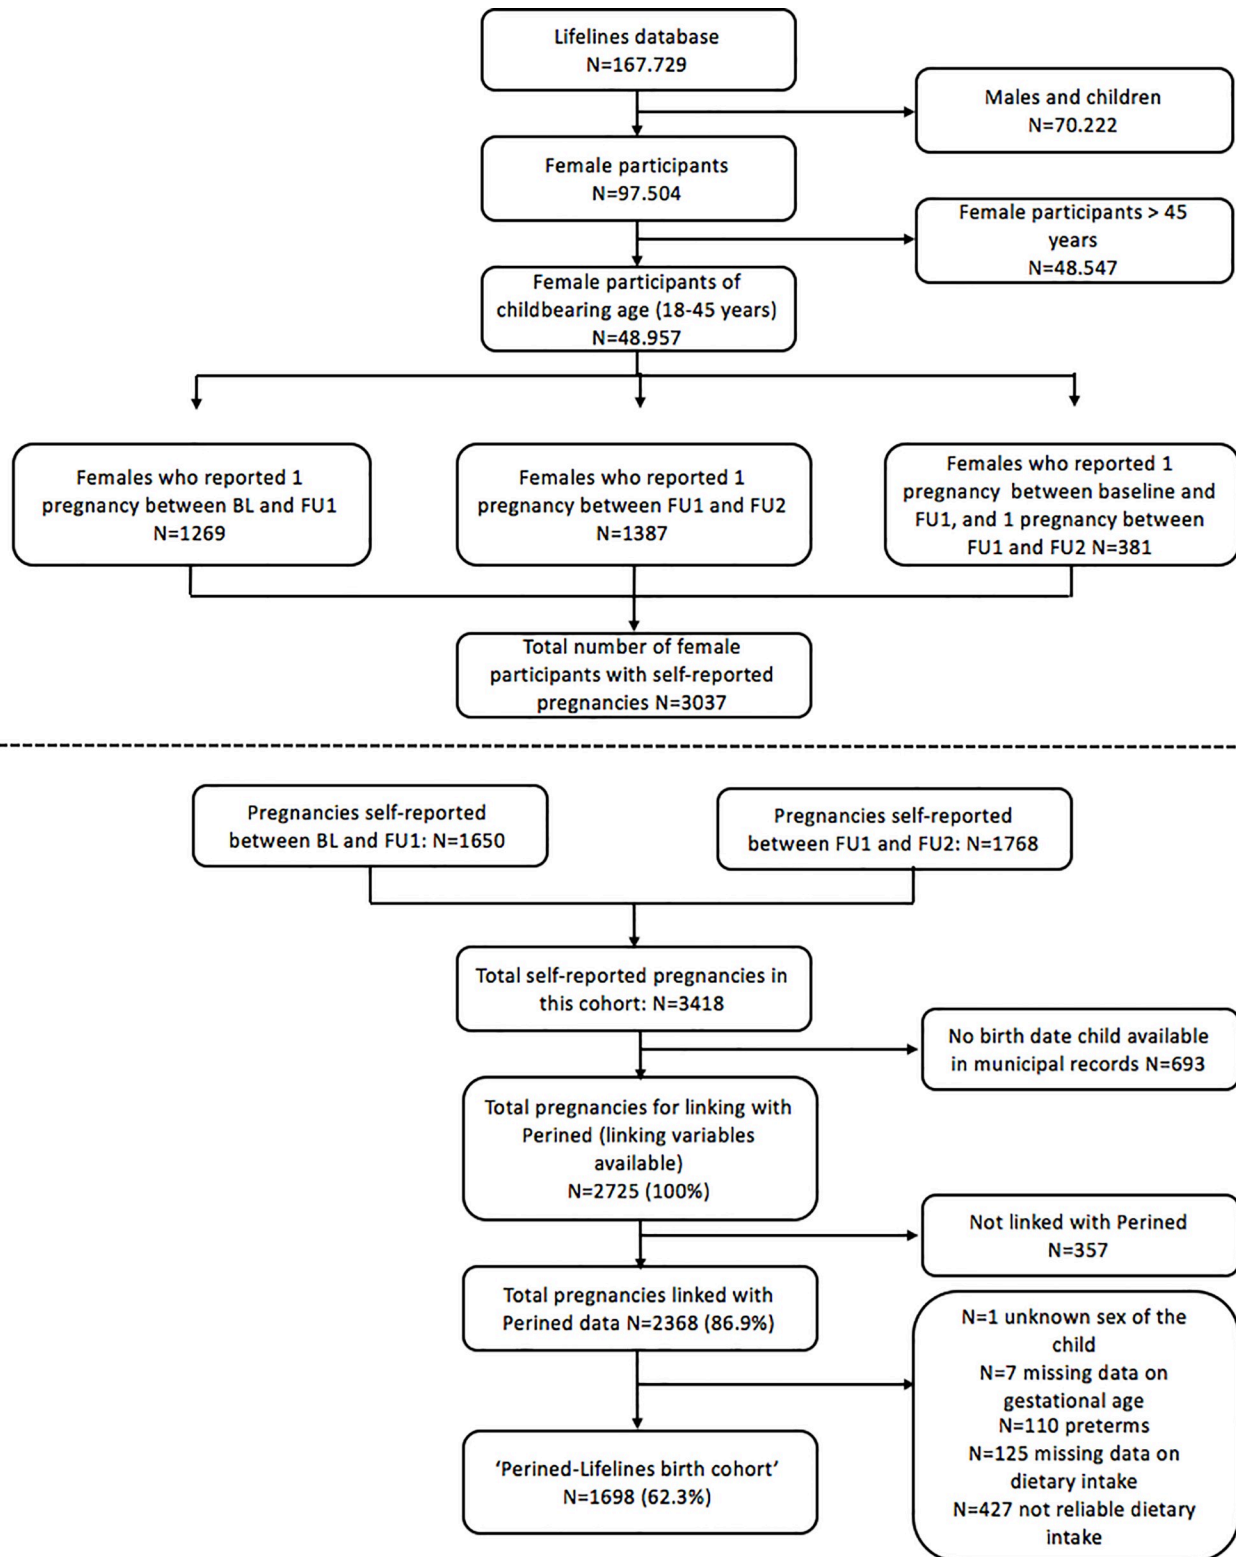 Lifelines database
N=167.729
Males and children
N=70.222
Female participants
N=97.504
Female participants > 45
years
N=48.547
Female participants of
childbearing age (18-45 years)
N=48.957
Females who reported 1
pregnancy between BL and FU1
N=1269
Females who reported 1
pregnancy between FU1 and FU2
N=1387
Females who reported 1
pregnancy between baseline and
FU1, and 1 pregnancy between
FU1 and FU2 N=381
Total number of female
participants with self-reported
pregnancies N=3037
Pregnancies self-reported
between BL and FU1: N=1650
Pregnancies self-reported
between FU1 and FU2: N=1768
Total self-reported pregnancies in
this cohort: N=3418
No birth date child available
in municipal records N=693
Total pregnancies for linking with
Perined (linking variables
available)
N=2725 (100%)
Not linked with Perined
N=357
Total pregnancies linked with
Perined data N=2368 (86.9%)
N=1 unknown sex of the
child
N=7 missing data on
gestational age
N=110 preterms
N=125 missing data on
dietary intake
N=427 not reliable dietary
intake
‘Perined-Lifelines birth cohort’
N=1698 (62.3%)